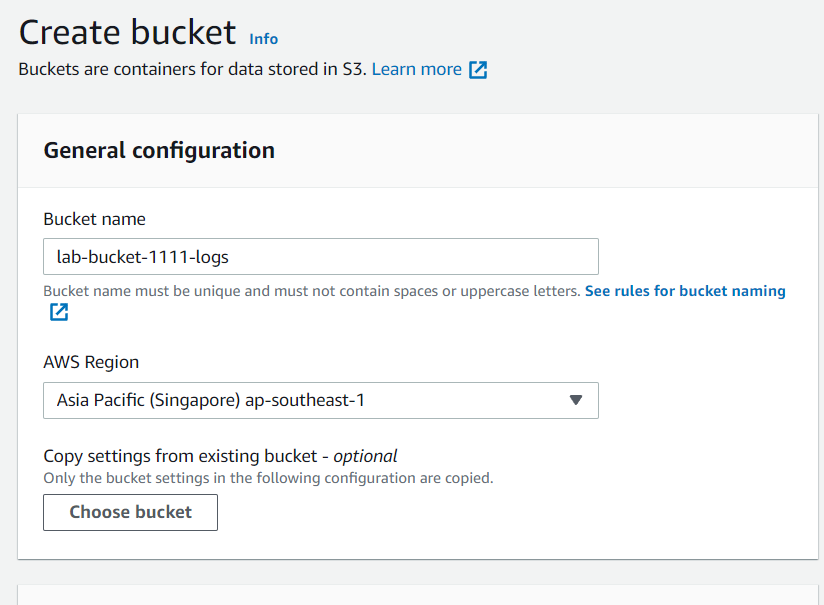 Create bucket Info
Buckets are containers for data stored in S3. Learn more
General configuration
Bucket name
lab-bucket-1111-logs
Bucket name must be unique and must not contain spaces or uppercase letters. See rules for bucket naming
AWS Region
Asia Pacific (Singapore) ap-southeast-1
Copy settings from existing bucket - optional
Only the bucket settings in the following configuration are copied.
Choose bucket